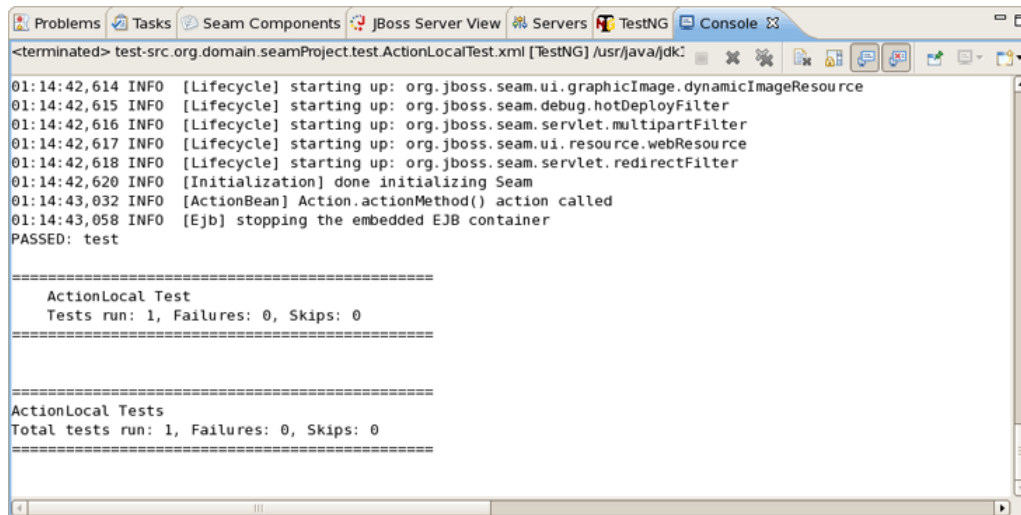 Problems Tasks Seam Components JBoss Server View Servers TestNG Console
<terminated> test-src.org.domain.seamProject.test.ActionLocalTest.xml [TestNG] /usr/java/jdk1
01:14:42,614 INFO  [Lifecycle] starting up: org.jboss.seam.ui.graphicImage.dynamicImageResource
01:14:42,615 INFO  [Lifecycle] starting up: org.jboss.seam.debug.hotDeployFilter
01:14:42,616 INFO  [Lifecycle] starting up: org.jboss.seam.servlet.multipartFilter
01:14:42,617 INFO  [Lifecycle] starting up: org.jboss.seam.ui.resource.webResource
01:14:42,618 INFO  [Lifecycle] starting up: org.jboss.seam.servlet.redirectFilter
01:14:42,620 INFO  [Initialization] done initializing Seam
01:14:43,032 INFO  [ActionBean] Action.actionMethod() action called
01:14:43,058 INFO  [Ejb] stopping the embedded EJB container
PASSED: test
===============================================
ActionLocal Test
Tests run: 1, Failures: 0, Skips: 0
===============================================
===============================================
ActionLocal Tests
Total tests run: 1, Failures: 0, Skips: 0
===============================================